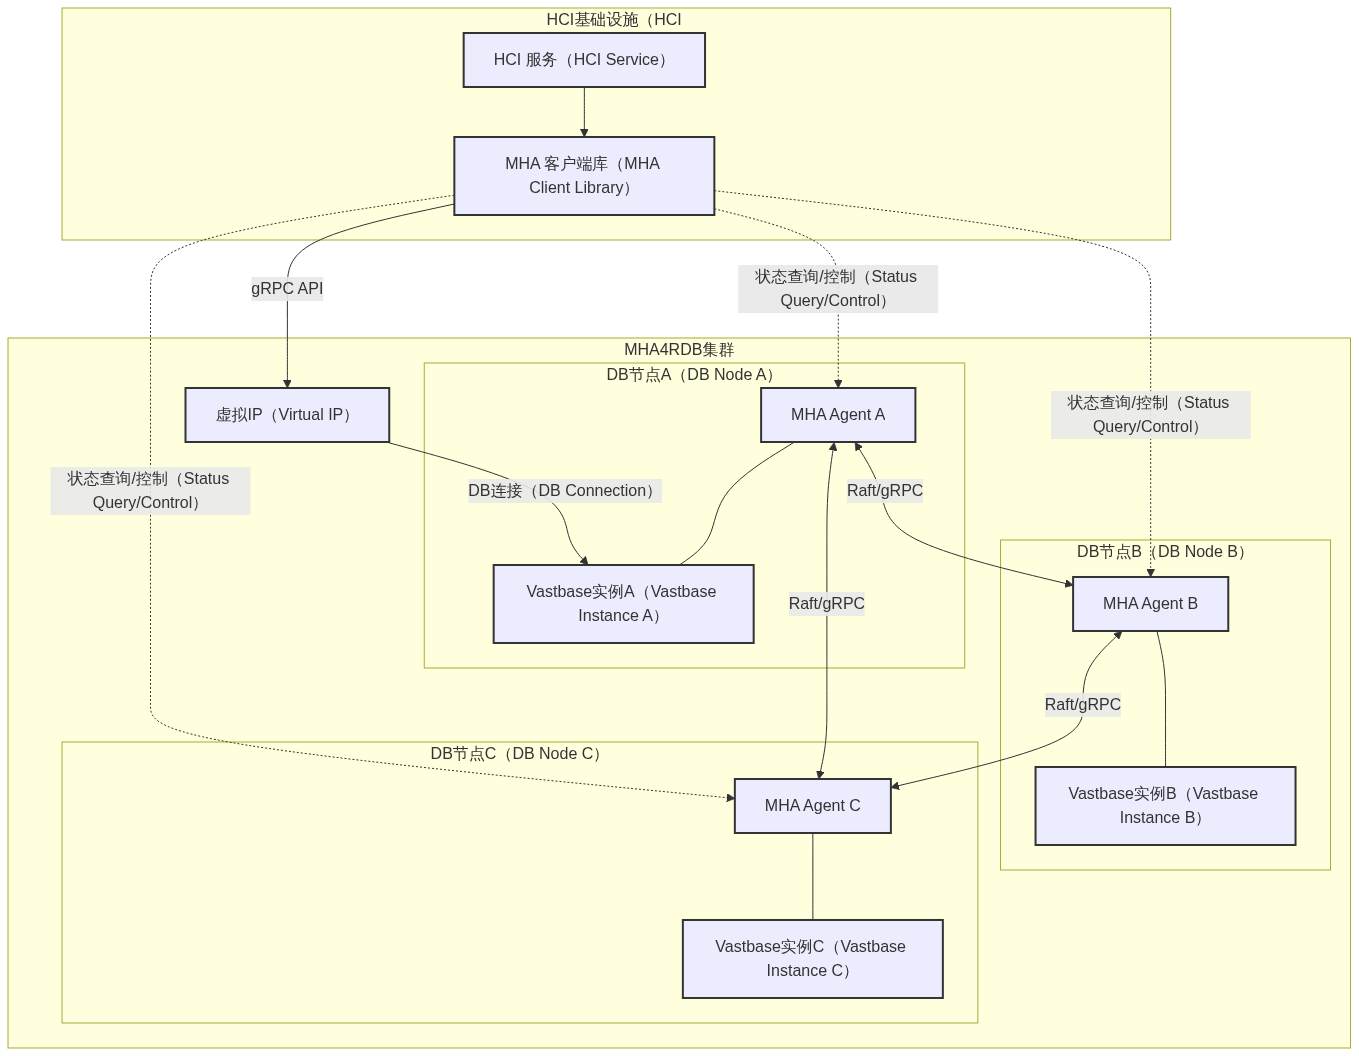 HCI基础设施（HCI
HCI 服务（HCI Service）
MHA 客户端库（MHA
Client Library）
gRPC API
状态查询/控制（Status
Query/Control）
MHA4RDB集群
DB节点A（DB Node A）
虚拟IP（Virtual IP）
MHA Agent A
状态查询/控制（Status
Query/Control）
状态查询/控制（Status
Query/Control）
DB连接（DB Connection）
Raft/gRPC
DB节点B（DB Node B）
Vastbase实例A（Vastbase
Instance A）
Raft/gRPC
MHA Agent B
Raft/gRPC
DB节点C（DB Node C）
MHA Agent C
Vastbase实例B（Vastbase
Instance B）
Vastbase实例C（Vastbase
Instance C）